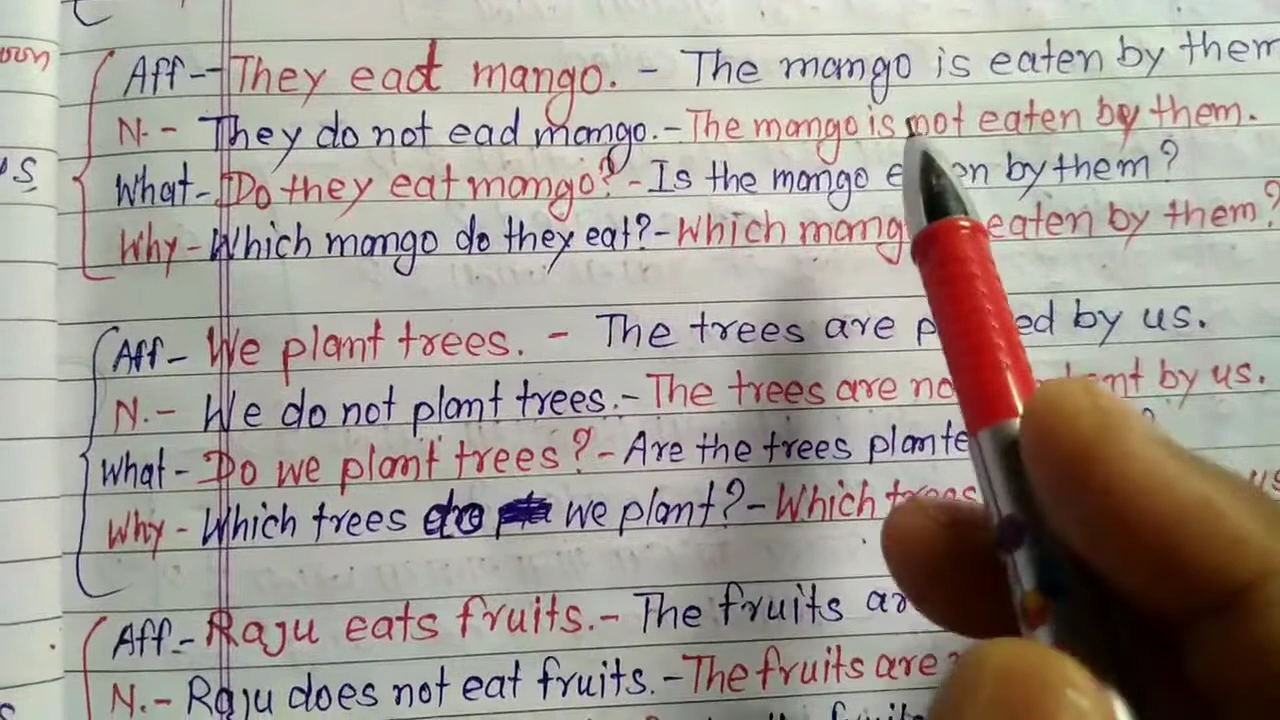 Aff - They eat mango. - The mango is eaten by them
N. - They do not ead mango. - The mango is not eaten by them.
What - Do they eat mango? - Is the mango by them?
Why - Which mango do they eat? - Which eaten by them?
Aff - We plant trees. - The trees are by us.
N. - We do not plant trees. - The trees are by us.
What - Do we plant trees? - Are the trees
Why - Which trees do we plant? - Which trees
Aff - Raju eats fruits. - The fruits
N. - Raju does not eat fruits. - The fruits are